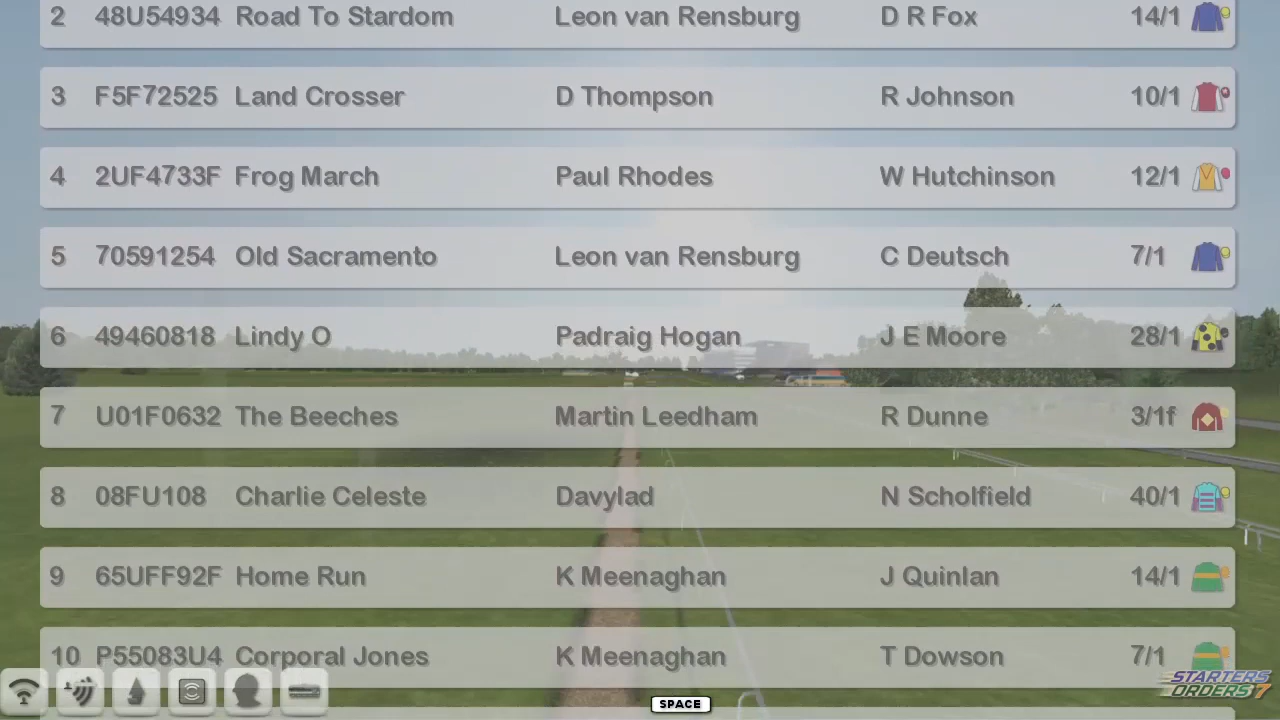 2 48U54934 Road To Stardom Leon van Rensburg D R Fox 14/1
3 F5F72525 Land Crosser D Thompson R Johnson 10/1
4 2UF4733F Frog March Paul Rhodes W Hutchinson 12/1
5 70591254 Old Sacramento Leon van Rensburg C Deutsch 7/1
6 49460818 Lindy O Padraig Hogan J E Moore 28/1
7 U01F0632 The Beeches Martin Leedham R Dunne 3/1f
8 08FU108 Charlie Celeste Davylad N Scholfield 40/1
9 65UFF92F Home Run K Meenaghan J Quinlan 14/1
10 P55083U4 Corporal Jones K Meenaghan T Dowson 7/1
STARTERS
ORDERS 7
SPACE